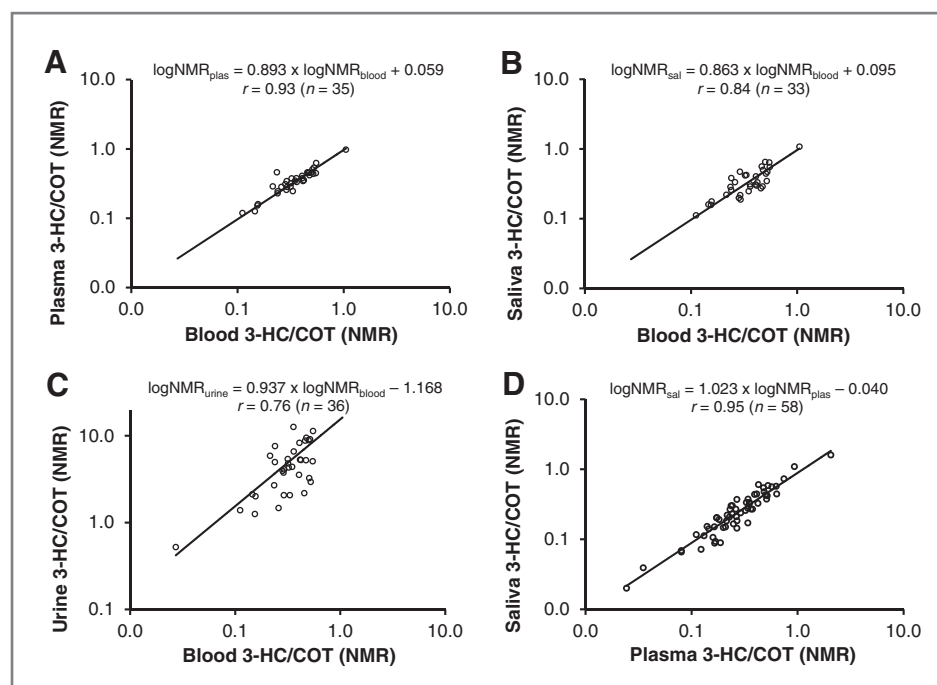 A
logNMRplas = 0.893 x logNMRblood + 0.059
r = 0.93 (n = 35)
10.0
1.0
0.1
0.0
0.0 0.1 1.0 10.0
Plasma 3-HC/COT (NMR)
Blood 3-HC/COT (NMR)
B
logNMRsal = 0.863 x logNMRblood + 0.095
r = 0.84 (n = 33)
10.0
1.0
0.1
0.0
0.0 0.1 1.0 10.0
Saliva 3-HC/COT (NMR)
Blood 3-HC/COT (NMR)
C
logNMRurine = 0.937 x logNMRblood – 1.168
r = 0.76 (n = 36)
10.0
1.0
0.1
0.0 0.1 1.0 10.0
Urine 3-HC/COT (NMR)
Blood 3-HC/COT (NMR)
D
logNMRsal = 1.023 x logNMRplas – 0.040
r = 0.95 (n = 58)
10.0
1.0
0.1
0.0
0.0 0.1 1.0 10.0
Saliva 3-HC/COT (NMR)
Plasma 3-HC/COT (NMR)